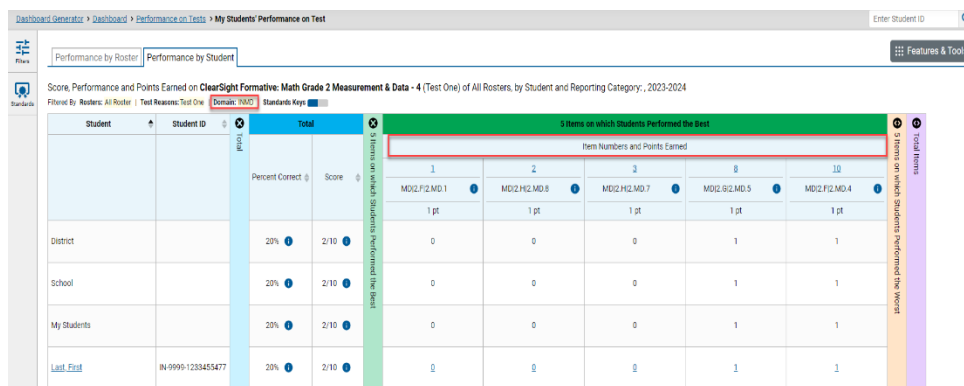 Dashboard Generator > Dashboard > Performance on Tests > My Students' Performance on Test
Enter Student ID
Filters
Standards
Performance by Roster
Performance by Student
Features & Tool
Score, Performance and Points Earned on ClearSight Formative: Math Grade 2 Measurement & Data - 4 (Test One) of All Rosters, by Student and Reporting Category: , 2023-2024
Filtered By Rosters: All Roster | Test Reasons: Test One | Domain: INMD | Standards Keys
Student
Student ID
Total
Total
5 Items on which Students Performed the Best
5 Items on which Students Performed the Best
5 Items on which Students Performed the Worst
Total Items
Item Numbers and Points Earned
Percent Correct
Score
1 2 3 8 10
MD|2.F|2.MD.1 MD|2.H|2.MD.8 MD|2.H|2.MD.7 MD|2.G|2.MD.5 MD|2.F|2.MD.4
1 pt 1 pt 1 pt 1 pt 1 pt
District 20% 2/10 0 0 0 1 1
School 20% 2/10 0 0 0 1 1
My Students 20% 2/10 0 0 0 1 1
Last, First IN-9999-1233455477 20% 2/10 0 0 0 1 1